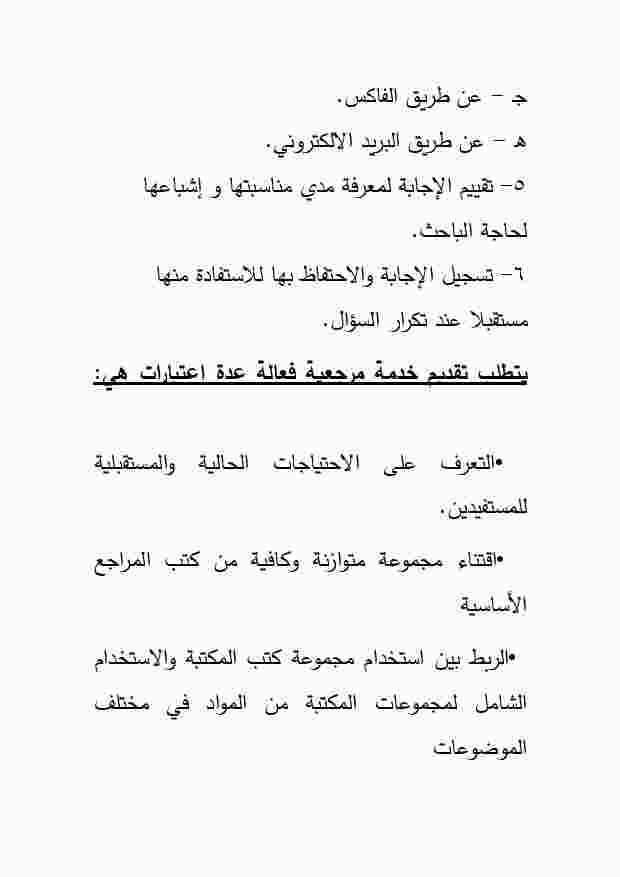 جـ - عن طريق الفاكس.
هـ - عن طريق البريد الالكتروني.
٥- تقييم الإجابة لمعرفة مدي مناسبتها و إشباعها
لحاجة الباحث.
٦- تسجيل الإجابة والاحتفاظ بها للاستفادة منها
مستقبلا عند تكرار السؤال.
يتطلب تقديم خدمة مرجعية فعالة عدة اعتبارات هي:
•التعرف على الاحتياجات الحالية والمستقبلية
للمستفيدين.
•اقتناء مجموعة متوازنة وكافية من كتب المراجع
الأساسية
•الربط بين استخدام مجموعة كتب المكتبة والاستخدام
الشامل لمجموعات المكتبة من المواد في مختلف
الموضوعات